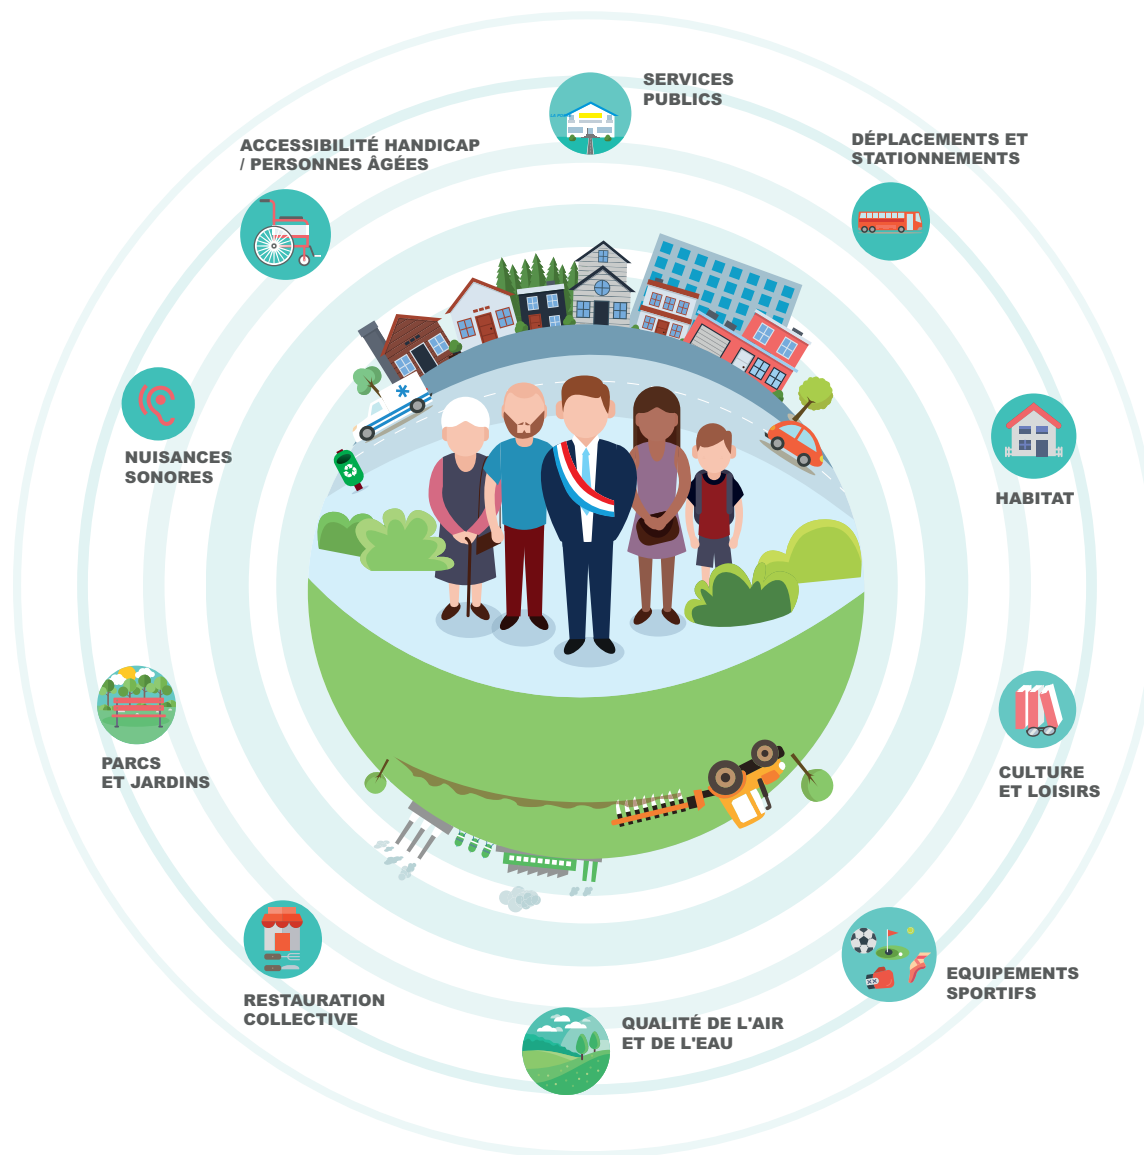 SERVICES
PUBLICS
DÉPLACEMENTS ET
STATIONNEMENTS
ACCESSIBILITÉ HANDICAP
/ PERSONNES ÂGÉES
NUISANCES
SONORES
HABITAT
PARCS
ET JARDINS
CULTURE
ET LOISIRS
RESTAURATION
COLLECTIVE
EQUIPEMENTS
SPORTIFS
QUALITÉ DE L'AIR
ET DE L'EAU